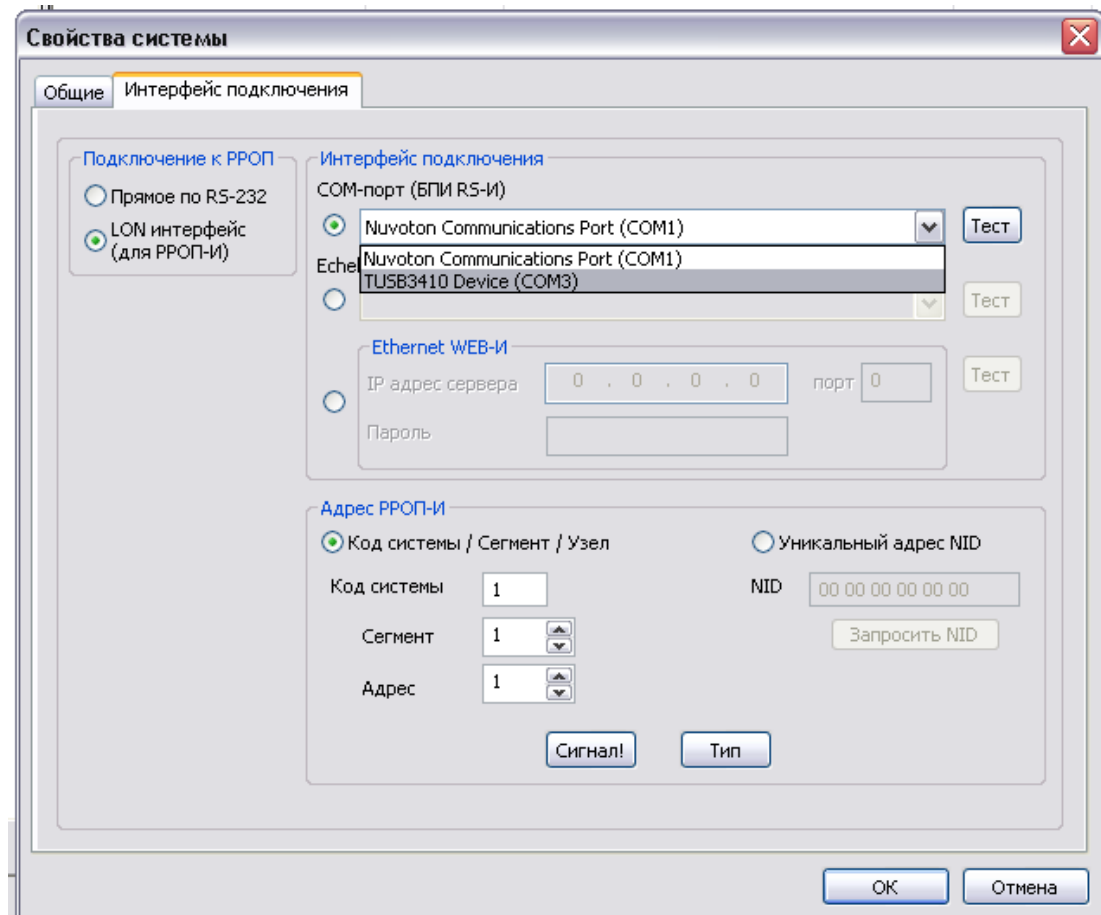 Свойства системы
Общие
Интерфейс подключения
Подключение к РРОП
Прямое по RS-232
LON интерфейс
(для РРОП-И)
Интерфейс подключения
COM-порт (БПИ RS-И)
Nuvoton Communications Port (COM1)
Тест
Nuvoton Communications Port (COM1)
Echel
TUSB3410 Device (COM3)
Тест
Ethernet WEB-И
IP адрес сервера
0 . 0 . 0 . 0
порт 0
Тест
Пароль
Адрес РРОП-И
Код системы / Сегмент / Узел
Уникальный адрес NID
Код системы 1
NID 00 00 00 00 00 00
Сегмент 1
Запросить NID
Адрес 1
Сигнал!
Тип
ОК
Отмена